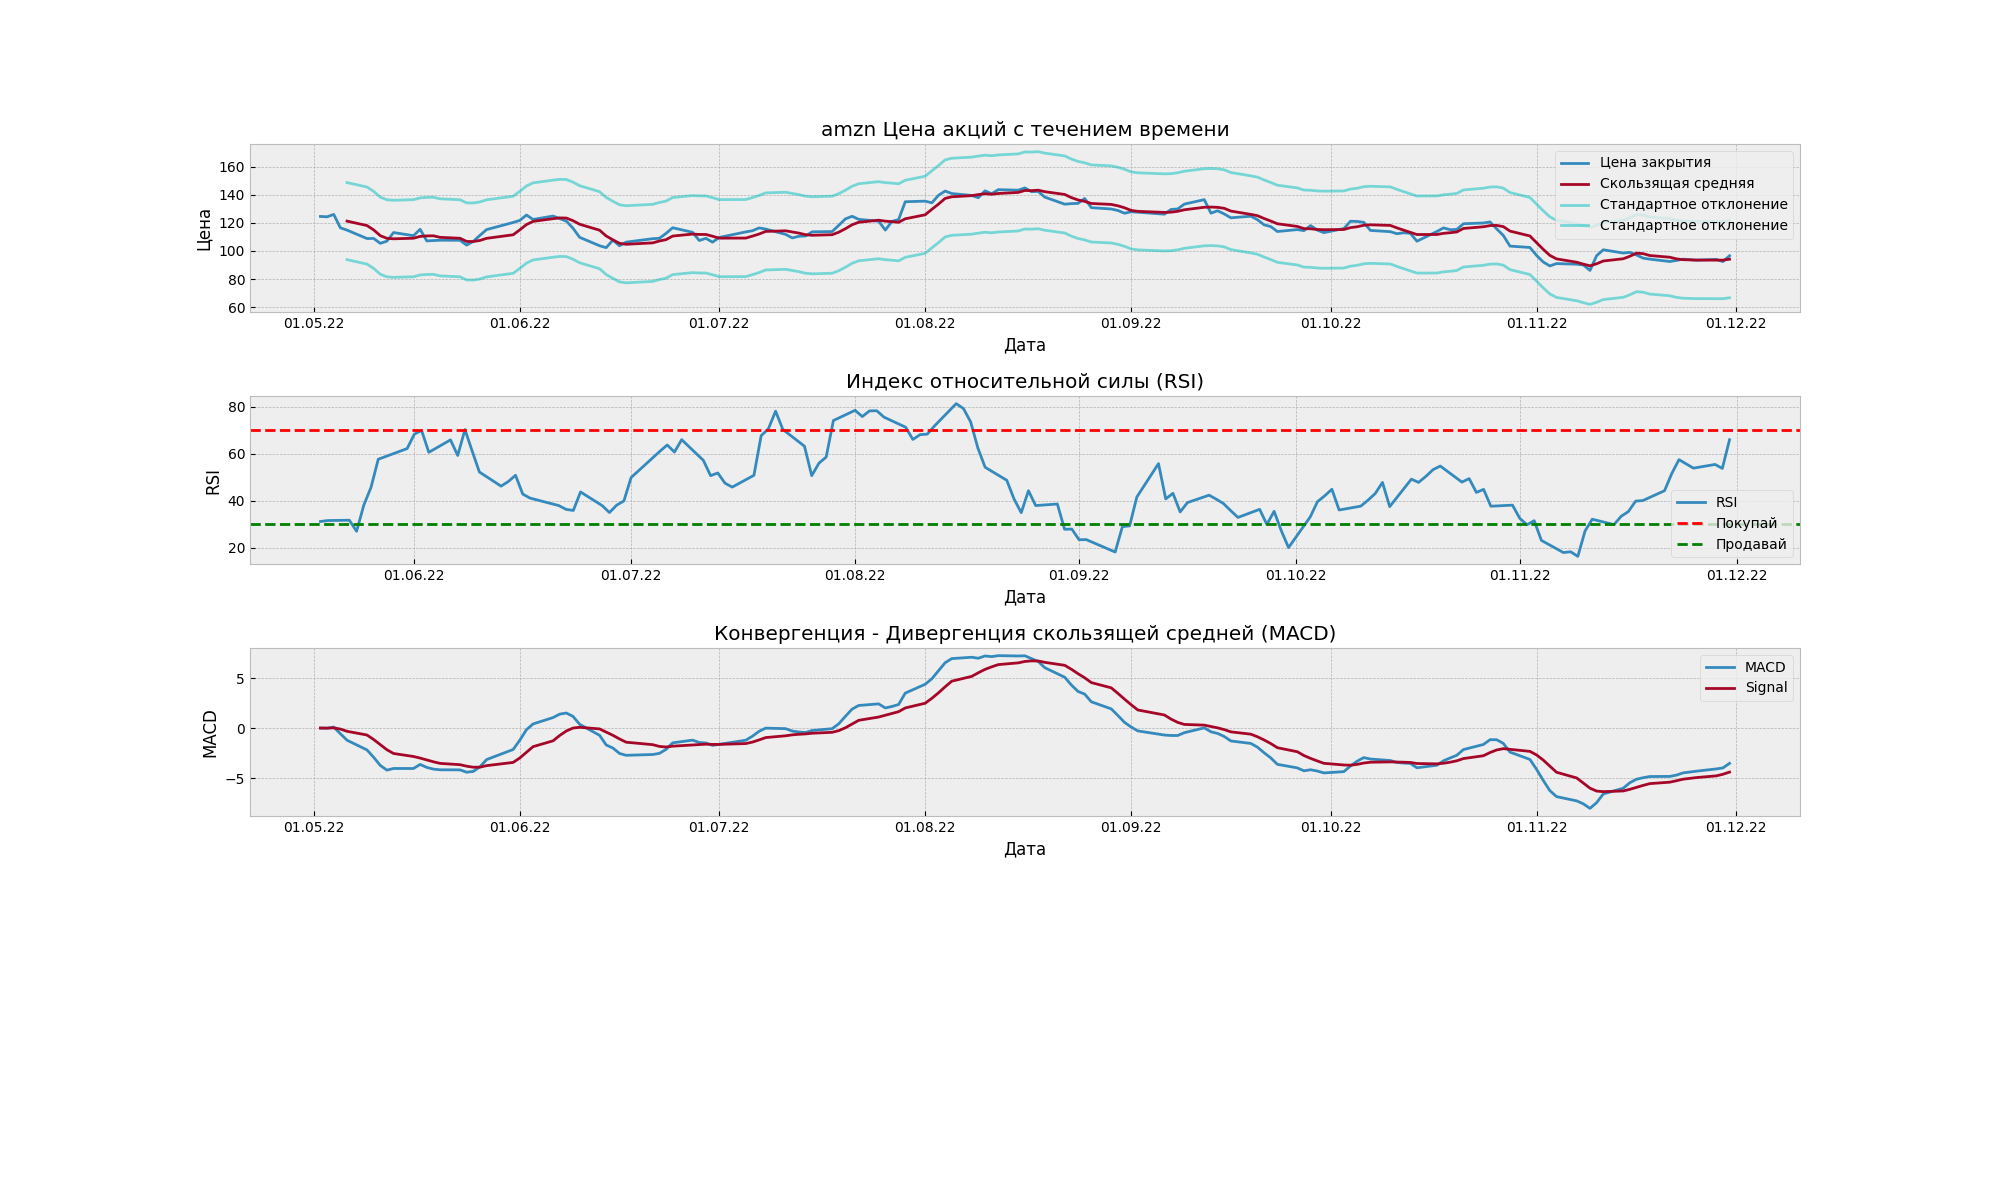 amzn Цена акций с течением времени
Цена
160
140
120
100
80
60
Цена закрытия
Скользящая средняя
Стандартное отклонение
Стандартное отклонение
01.05.22 01.06.22 01.07.22 01.08.22 01.09.22 01.10.22 01.11.22 01.12.22
Дата
Индекс относительной силы (RSI)
RSI
80
60
40
20
RSI
Покупай
Продавай
01.06.22 01.07.22 01.08.22 01.09.22 01.10.22 01.11.22 01.12.22
Дата
Конвергенция - Дивергенция скользящей средней (MACD)
MACD
5
0
−5
MACD
Signal
01.05.22 01.06.22 01.07.22 01.08.22 01.09.22 01.10.22 01.11.22 01.12.22
Дата